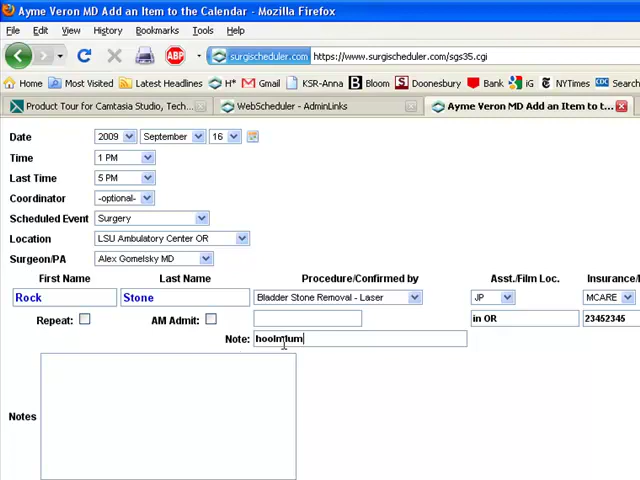 Ayme Veron MD Add an Item to the Calendar - Mozilla Firefox
File Edit View History Bookmarks Tools Help
ABP surgischeduler.com https://www.surgischeduler.com/sgs35.cgi
Home Most Visited Latest Headlines Gmail KSR-Anna Bloom Doonesbury NYTimes CDC Search
Product Tour for Camtasia Studio, Tech... WebScheduler - AdminLinks Ayme Veron MD Add an Item to t...
Date 2009 September 16
Time 1 PM
Last Time 5 PM
Coordinator -optional-
Scheduled Event Surgery
Location LSU Ambulatory Center OR
Surgeon/PA Alex Gomelsky MD
First Name Last Name Procedure/Confirmed by Asst./Film Loc. Insurance/
Rock Stone Bladder Stone Removal - Laser JP MCARE
Repeat: AM Admit: in OR 23452345
Note:
Notes